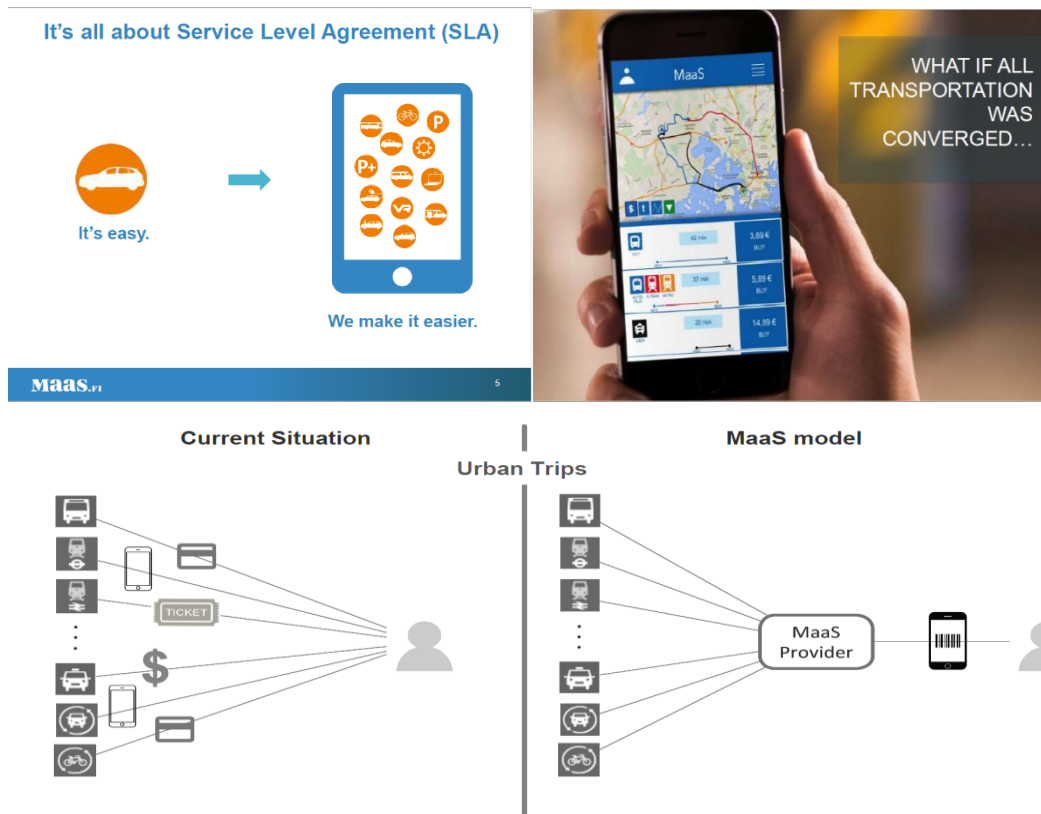 It's all about Service Level Agreement (SLA)
It's easy.
P
P+
VR
We make it easier.
MaaS.FI
5
WHAT IF ALL
TRANSPORTATION
WAS
CONVERGED...
MaaS
42 min
3,89 €
BUY
37 min
5,89 €
BUY
20 min
14,89 €
BUY
UBER
Current Situation
MaaS model
Urban Trips
TICKET
$
MaaS
Provider